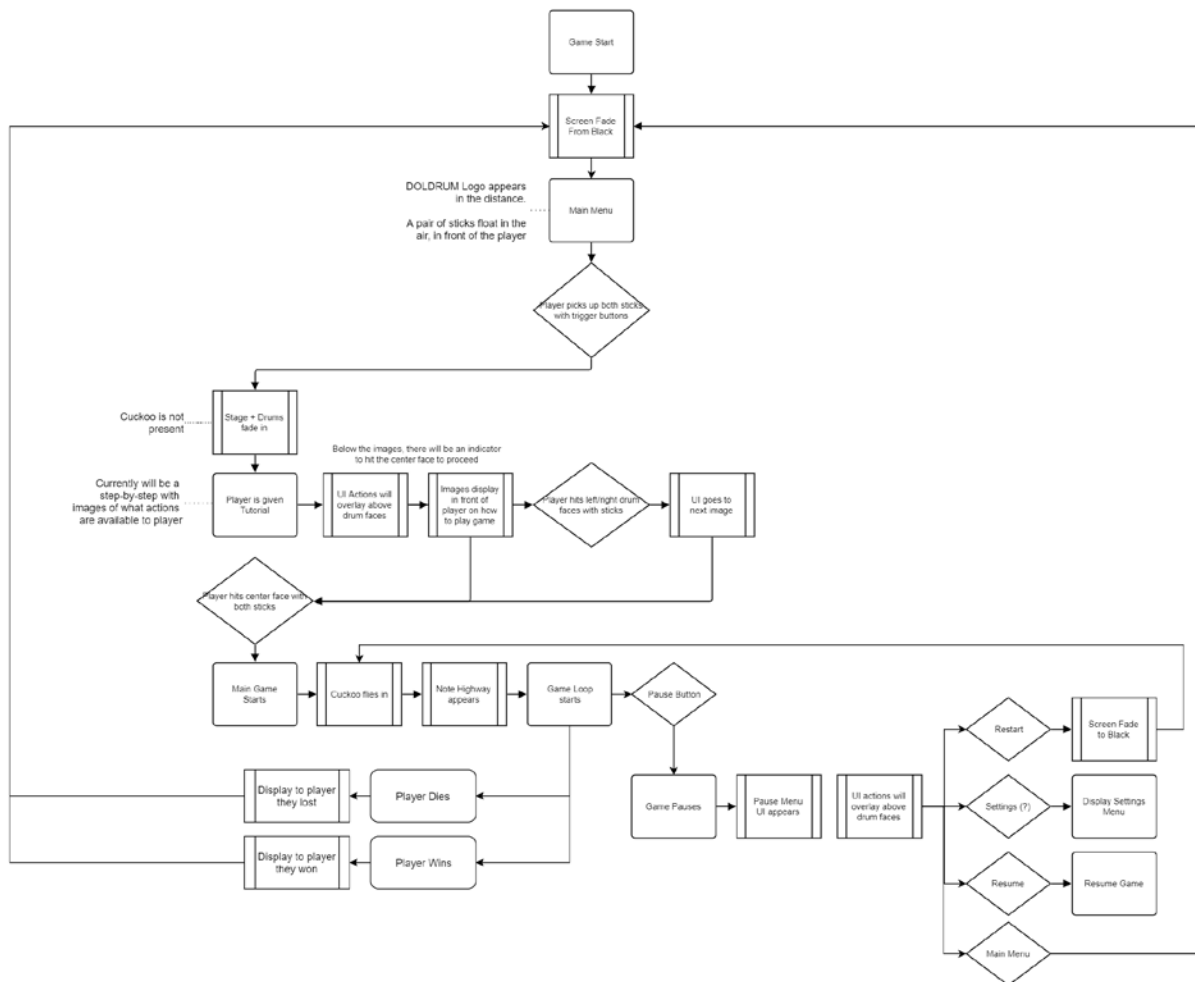 Game Start
Screen Fade
From Black
DOLDRUM Logo appears
in the distance.
A pair of sticks float in the
air, in front of the player
Main Menu
Player picks up both sticks
with trigger buttons
Cuckoo is not
present
Stage + Drums
fade in
Below the images, there will be an indicator
to hit the center face to proceed
Currently will be a
step-by-step with
images of what actions
are available to player
Player is given
Tutorial
UI Actions will
overlay above
drum faces
Images display
in front of
player on how
to play game
Player hits left/right drum
faces with sticks
UI goes to
next image
Player hits center face with
both sticks
Main Game
Starts
Cuckoo flies in
Note Highway
appears
Game Loop
starts
Pause Button
Restart
Screen Fade
to Black
Display to player
they lost
Player Dies
Game Pauses
Pause Menu
UI appears
UI actions will
overlay above
drum faces
Settings (?)
Display Settings
Menu
Display to player
they won
Player Wins
Resume
Resume Game
Main Menu